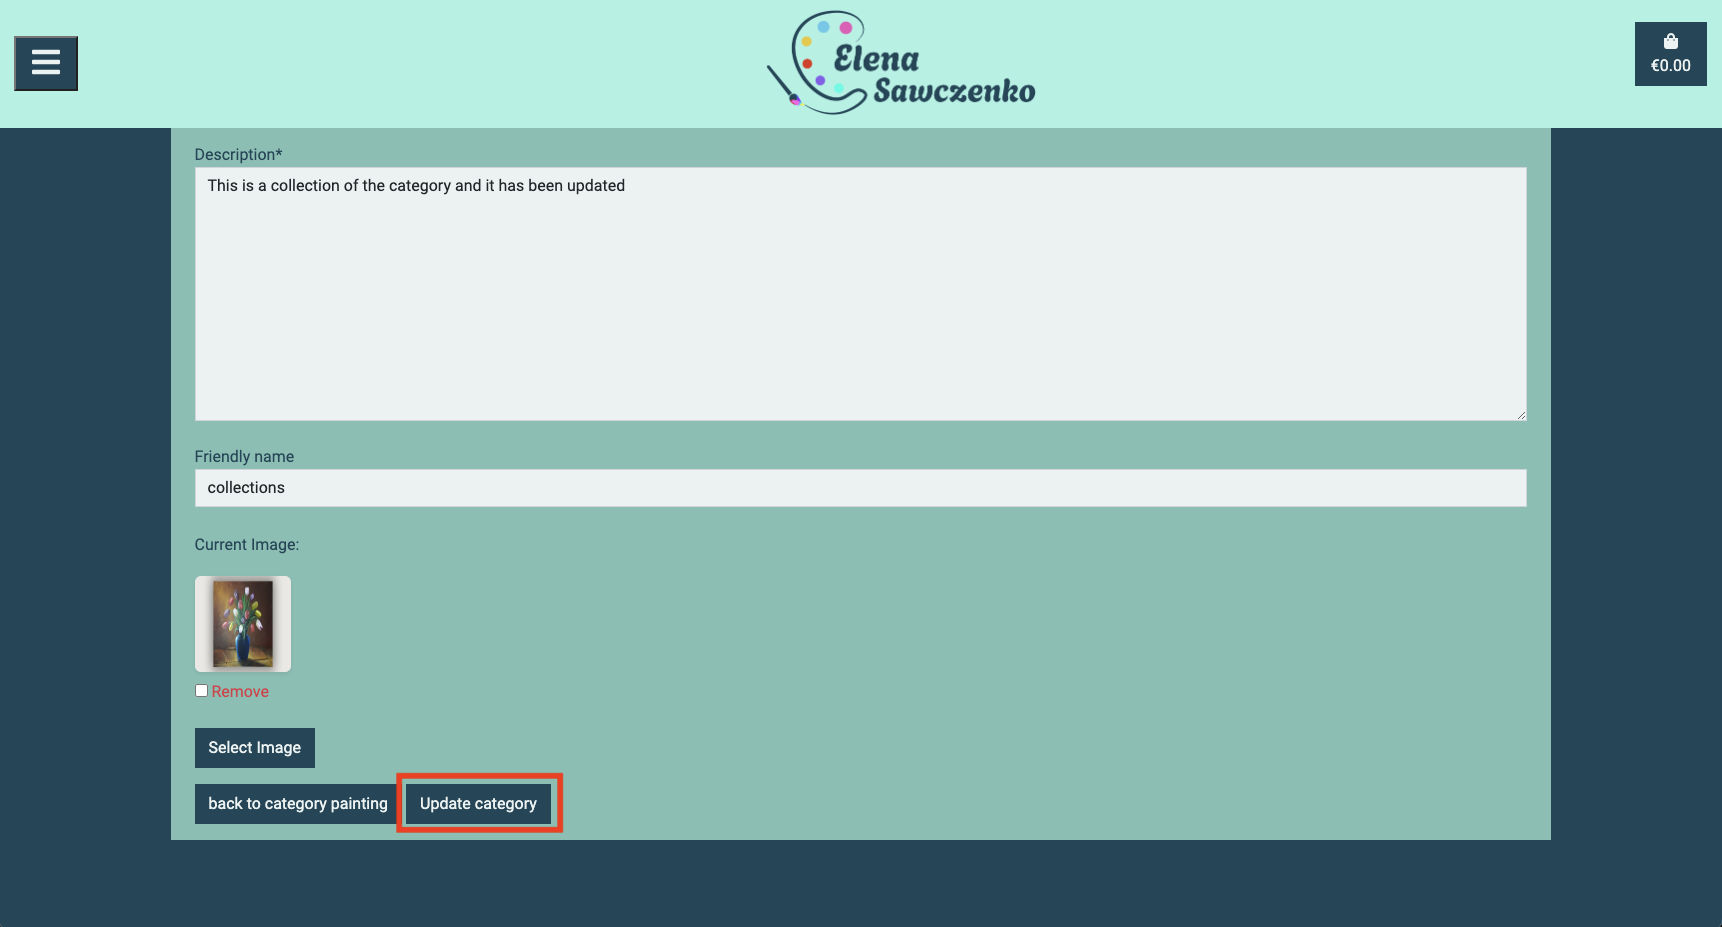 Elena
Sawczenko
€0.00
Description*
This is a collection of the category and it has been updated
Friendly name
collections
Current Image:
Remove
Select Image
back to category painting
Update category